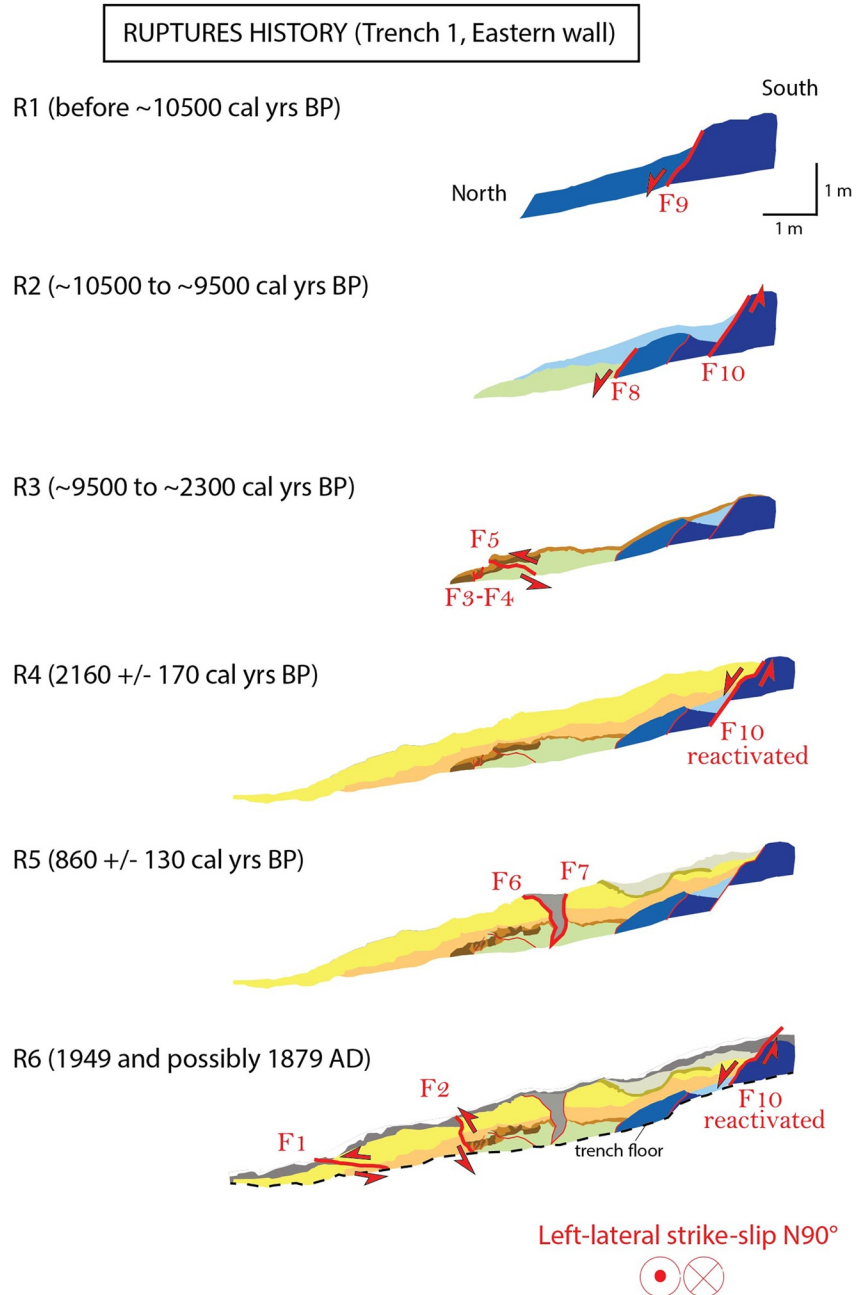 RUPTURES HISTORY (Trench 1, Eastern wall)
R1 (before ~10500 cal yrs BP)
South
North
F9
1 m
1 m
R2 (~10500 to ~9500 cal yrs BP)
F8
F10
R3 (~9500 to ~2300 cal yrs BP)
F5
F3-F4
R4 (2160 +/- 170 cal yrs BP)
F10
reactivated
R5 (860 +/- 130 cal yrs BP)
F6
F7
R6 (1949 and possibly 1879 AD)
F2
F1
F10
reactivated
trench floor
Left-lateral strike-slip N90°